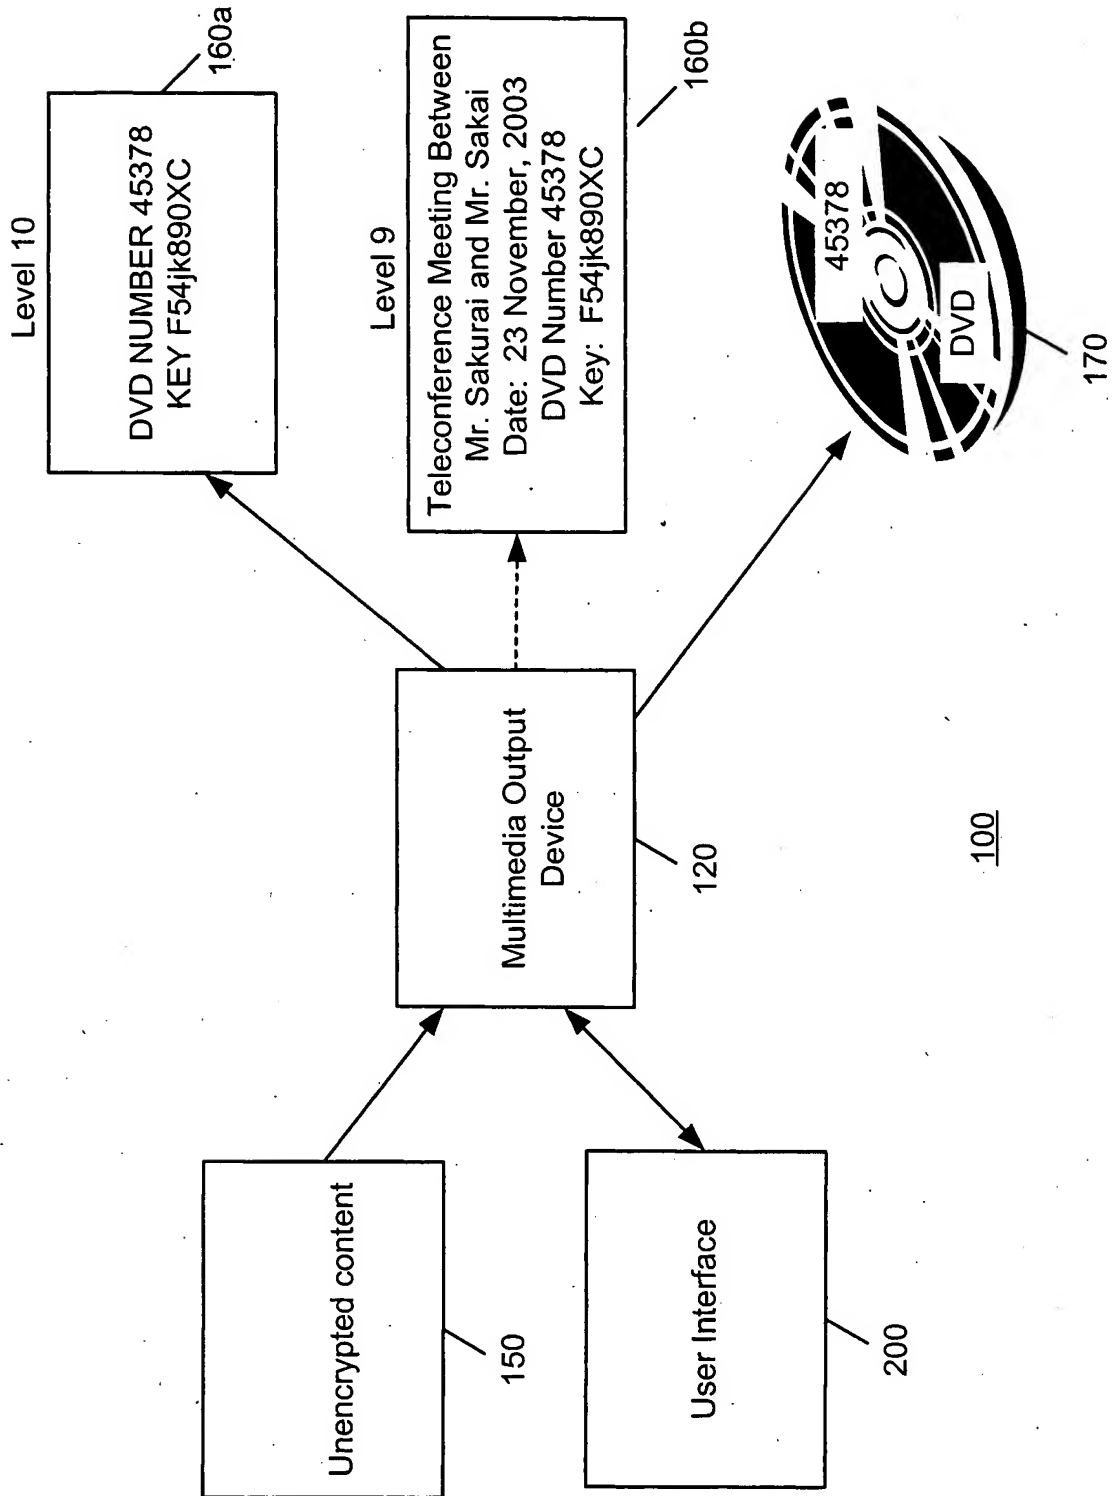 Unencrypted content
150
User Interface
200
Multimedia Output
Device
120
100
Level 10
DVD NUMBER 45378
KEY F54jk890XC
160a
Level 9
Teleconference Meeting Between
Mr. Sakurai and Mr. Sakai
Date: 23 November, 2003
DVD Number 45378
Key: F54jk890XC
160b
45378
DVD
170